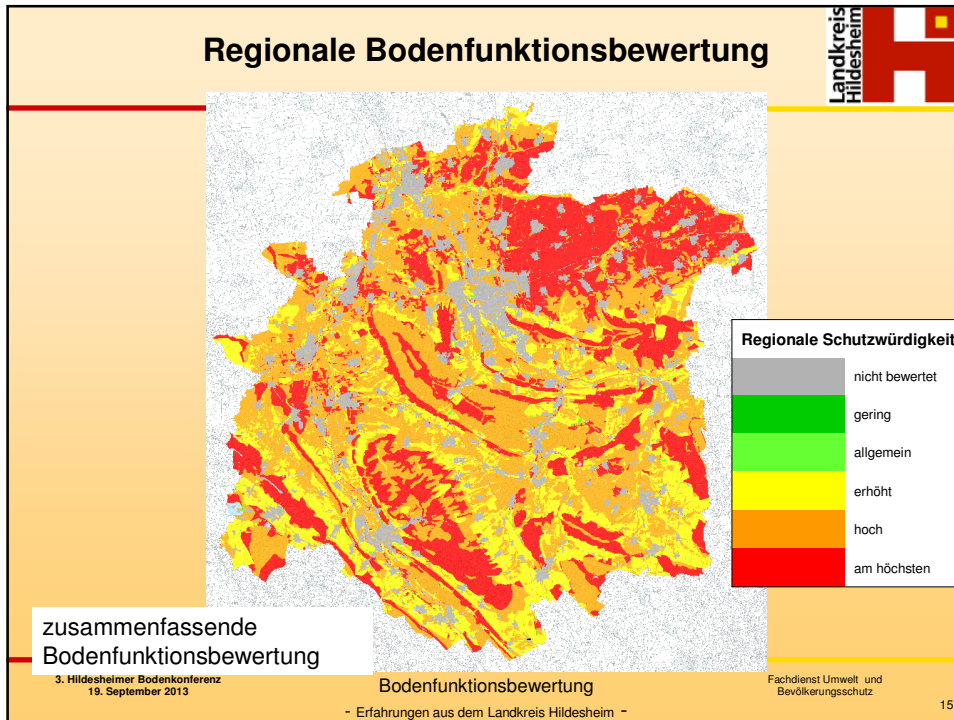 Regionale Bodenfunktionsbewertung
Landkreis
Hildesheim
Regionale Schutzwürdigkeit
nicht bewertet
gering
allgemein
erhöht
hoch
am höchsten
zusammenfassende
Bodenfunktionsbewertung
3. Hildesheimer Bodenkonferenz
19. September 2013
Bodenfunktionsbewertung
- Erfahrungen aus dem Landkreis Hildesheim -
Fachdienst Umwelt und
Bevölkerungsschutz
15